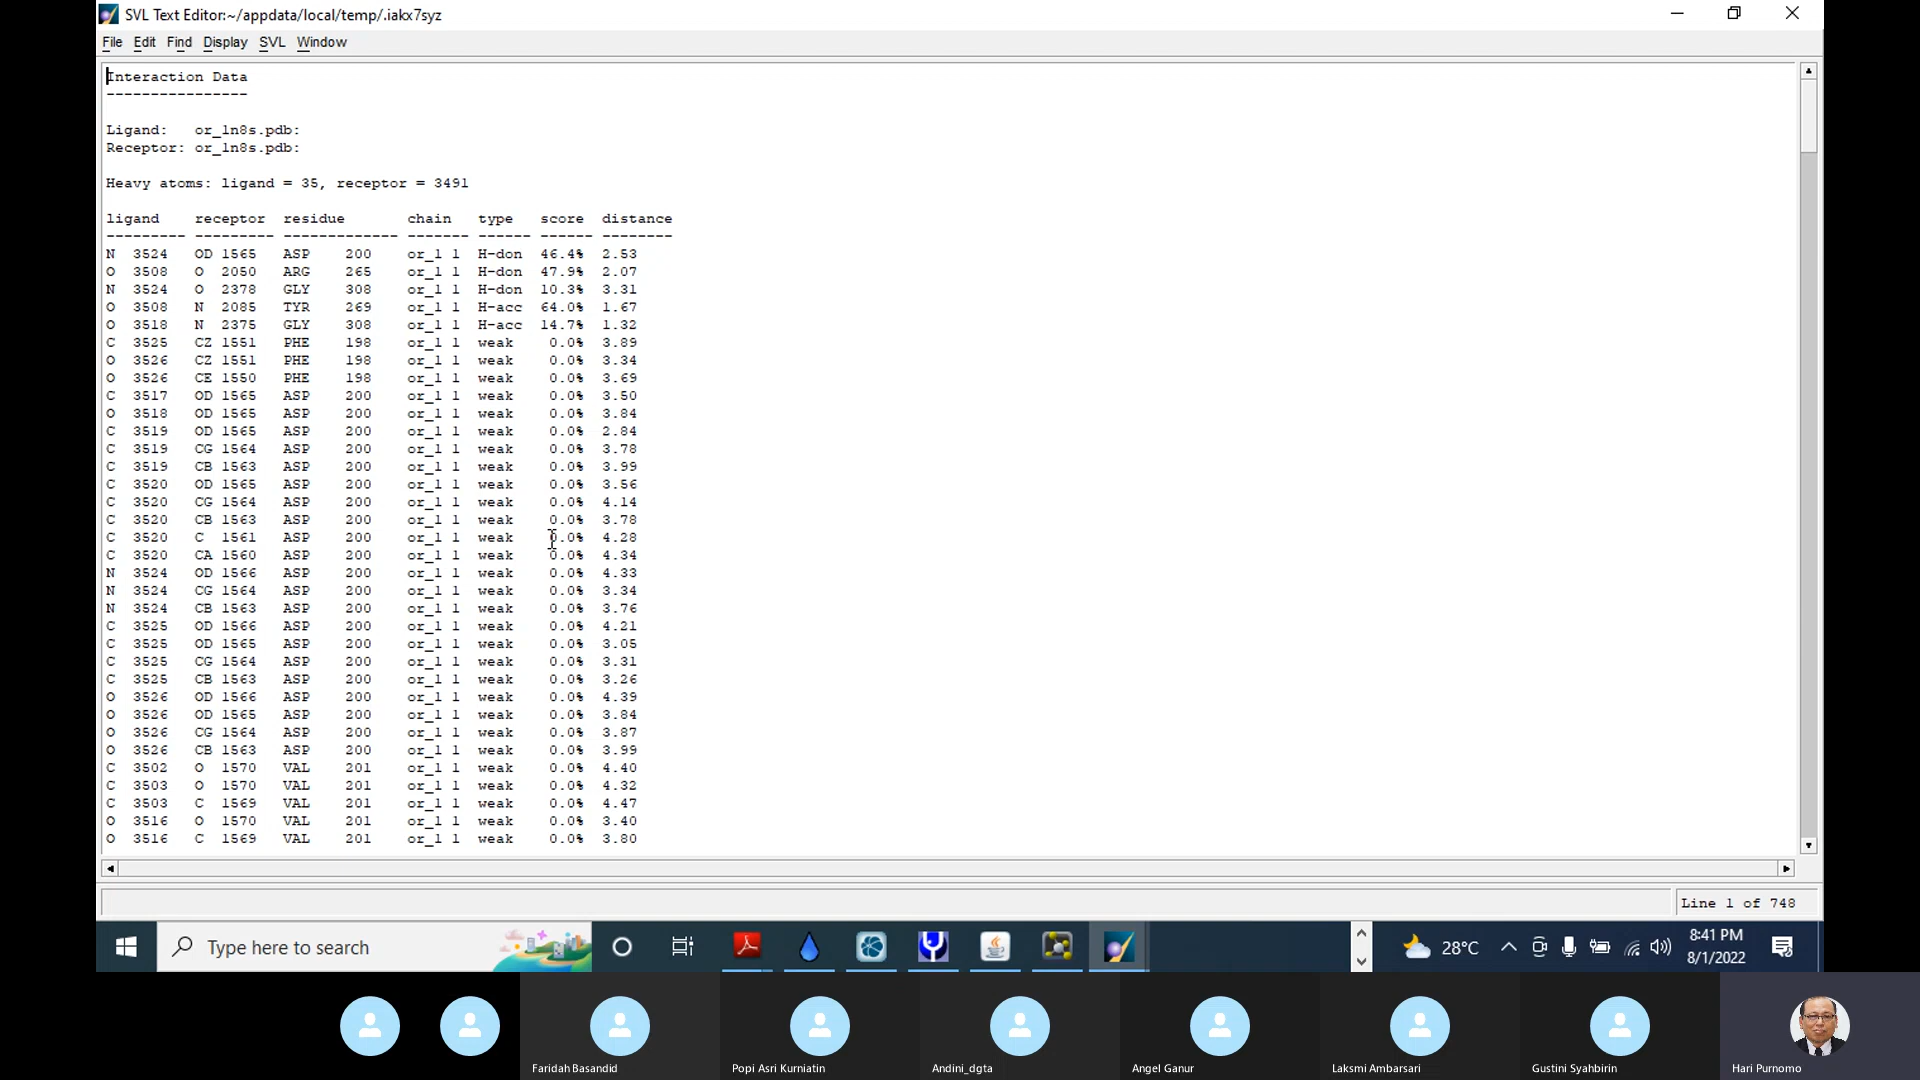 SVL Text Editor:~/appdata/local/temp/.iakx7syz
File Edit Find Display SVL Window
Interaction Data
----------------
Ligand: or_ln8s.pdb:
Receptor: or_ln8s.pdb:
Heavy atoms: ligand = 35, receptor = 3491
ligand receptor residue chain type score distance
--------- --------- ------------- ------- ------ ------ --------
N 3524 OD 1565 ASP 200 or_1 1 H-don 46.4% 2.53
O 3508 O 2050 ARG 265 or_1 1 H-don 47.9% 2.07
N 3524 O 2378 GLY 308 or_1 1 H-don 10.3% 3.31
O 3508 N 2085 TYR 269 or_1 1 H-acc 64.0% 1.67
O 3518 N 2375 GLY 308 or_1 1 H-acc 14.7% 1.32
C 3525 CZ 1551 PHE 198 or_1 1 weak 0.0% 3.89
O 3526 CZ 1551 PHE 198 or_1 1 weak 0.0% 3.34
O 3526 CE 1550 PHE 198 or_1 1 weak 0.0% 3.69
C 3517 OD 1565 ASP 200 or_1 1 weak 0.0% 3.50
O 3518 OD 1565 ASP 200 or_1 1 weak 0.0% 3.84
C 3519 OD 1565 ASP 200 or_1 1 weak 0.0% 2.84
C 3519 CG 1564 ASP 200 or_1 1 weak 0.0% 3.78
C 3519 CB 1563 ASP 200 or_1 1 weak 0.0% 3.99
C 3520 OD 1565 ASP 200 or_1 1 weak 0.0% 3.56
C 3520 CG 1564 ASP 200 or_1 1 weak 0.0% 4.14
C 3520 CB 1563 ASP 200 or_1 1 weak 0.0% 3.78
C 3520 C 1561 ASP 200 or_1 1 weak 0.0% 4.28
C 3520 CA 1560 ASP 200 or_1 1 weak 0.0% 4.34
N 3524 OD 1566 ASP 200 or_1 1 weak 0.0% 4.33
N 3524 CG 1564 ASP 200 or_1 1 weak 0.0% 3.34
N 3524 CB 1563 ASP 200 or_1 1 weak 0.0% 3.76
C 3525 OD 1566 ASP 200 or_1 1 weak 0.0% 4.21
C 3525 OD 1565 ASP 200 or_1 1 weak 0.0% 3.05
C 3525 CG 1564 ASP 200 or_1 1 weak 0.0% 3.31
C 3525 CB 1563 ASP 200 or_1 1 weak 0.0% 3.26
O 3526 OD 1566 ASP 200 or_1 1 weak 0.0% 4.39
O 3526 OD 1565 ASP 200 or_1 1 weak 0.0% 3.84
O 3526 CG 1564 ASP 200 or_1 1 weak 0.0% 3.87
O 3526 CB 1563 ASP 200 or_1 1 weak 0.0% 3.99
C 3502 O 1570 VAL 201 or_1 1 weak 0.0% 4.40
C 3503 O 1570 VAL 201 or_1 1 weak 0.0% 4.32
C 3503 C 1569 VAL 201 or_1 1 weak 0.0% 4.47
O 3516 O 1570 VAL 201 or_1 1 weak 0.0% 3.40
O 3516 C 1569 VAL 201 or_1 1 weak 0.0% 3.80
Line 1 of 748
Type here to search
28°C
8:41 PM
8/1/2022
Faridah Basandid
Popi Asri Kurniatin
Andini_dgta
Angel Ganur
Laksmi Ambarsari
Gustini Syahbirin
Hari Purnomo